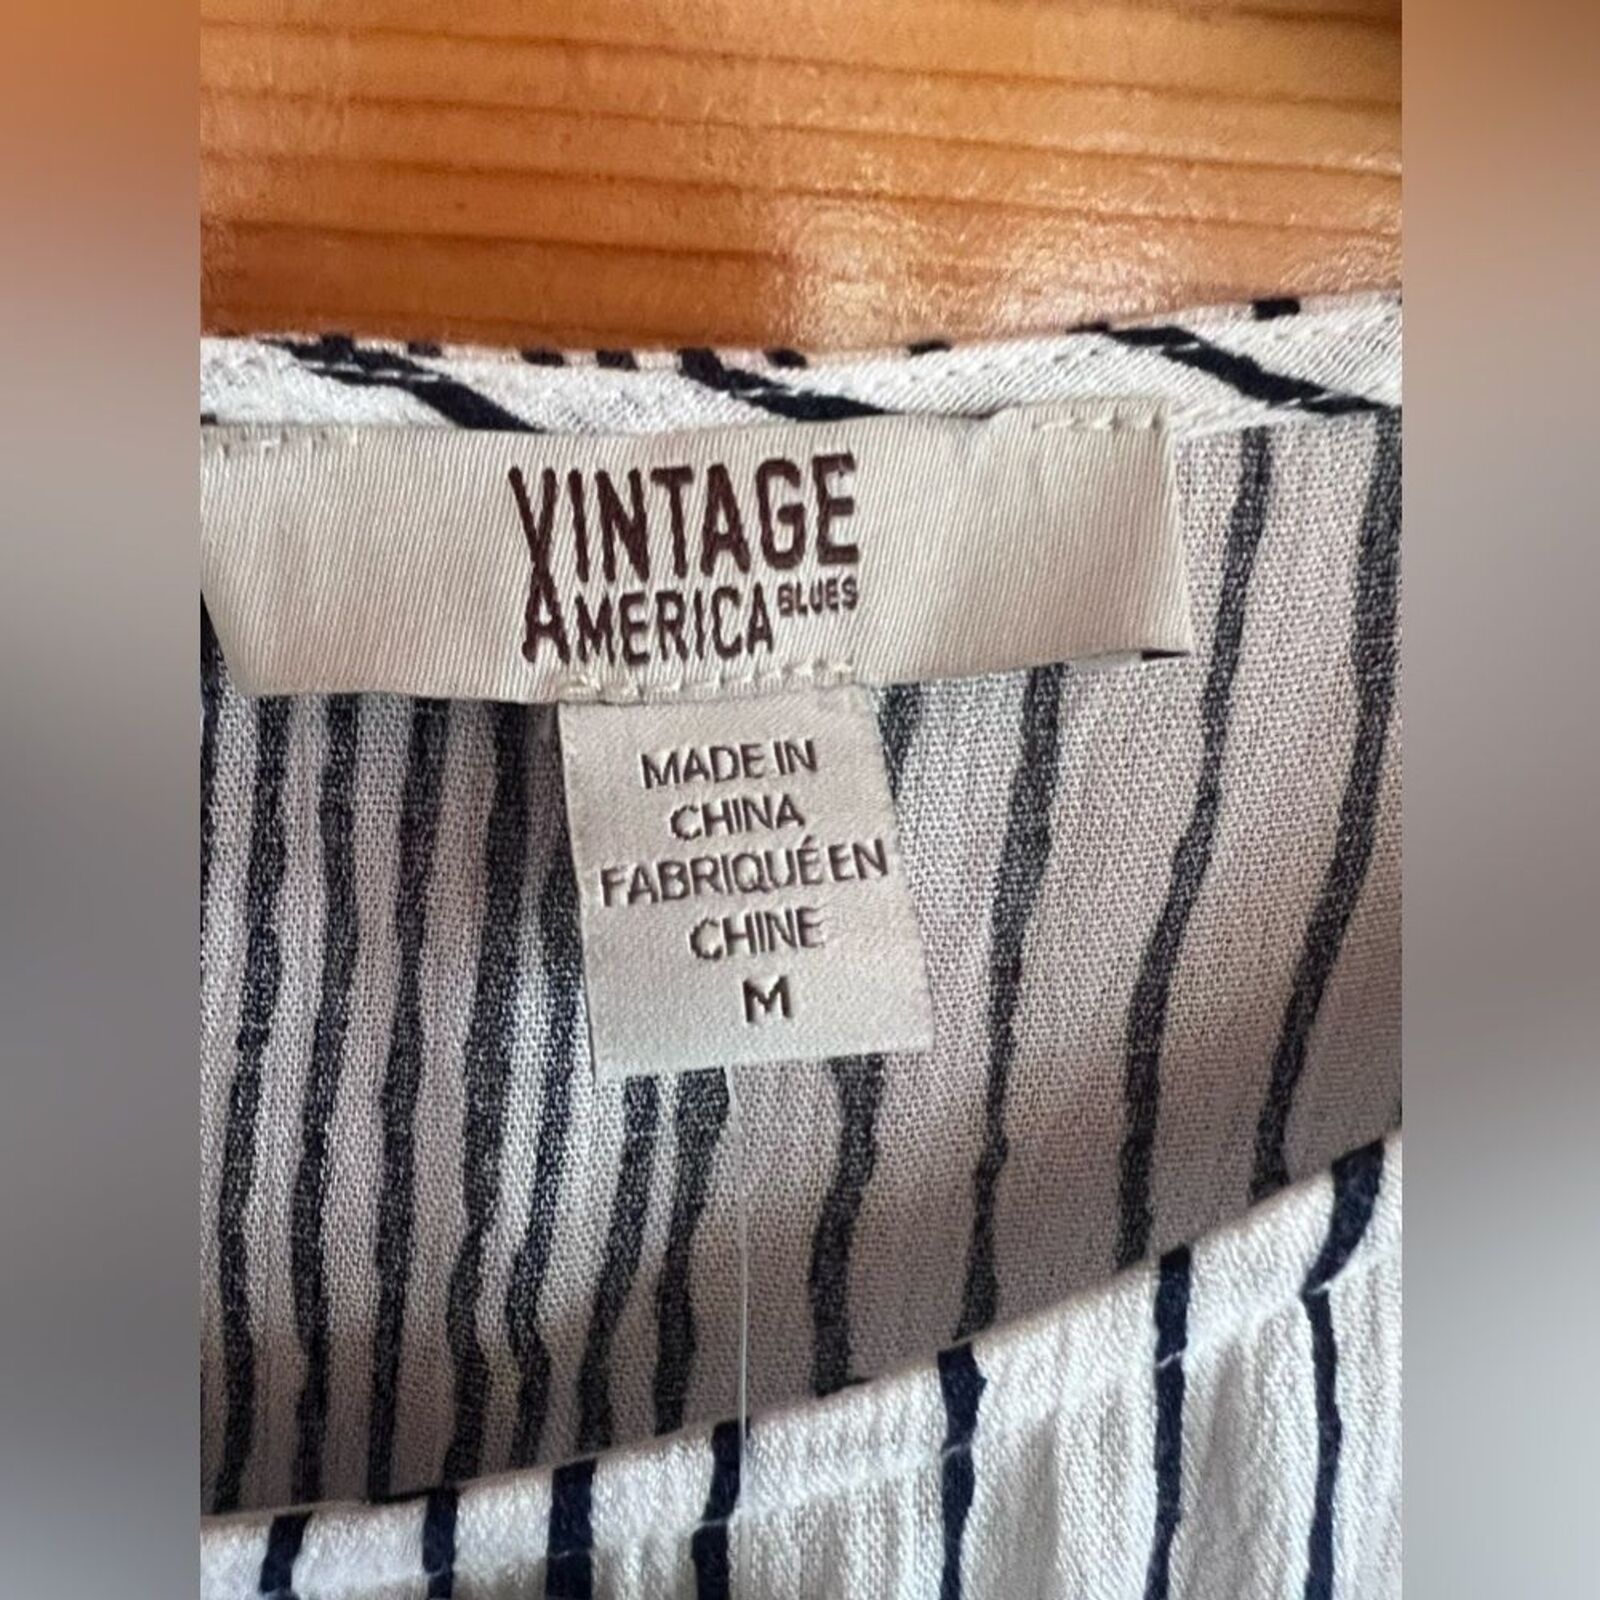 VINTAGE
AMERICA BLUES
MADE IN
CHINA
FABRIQUÉ EN
CHINE
M